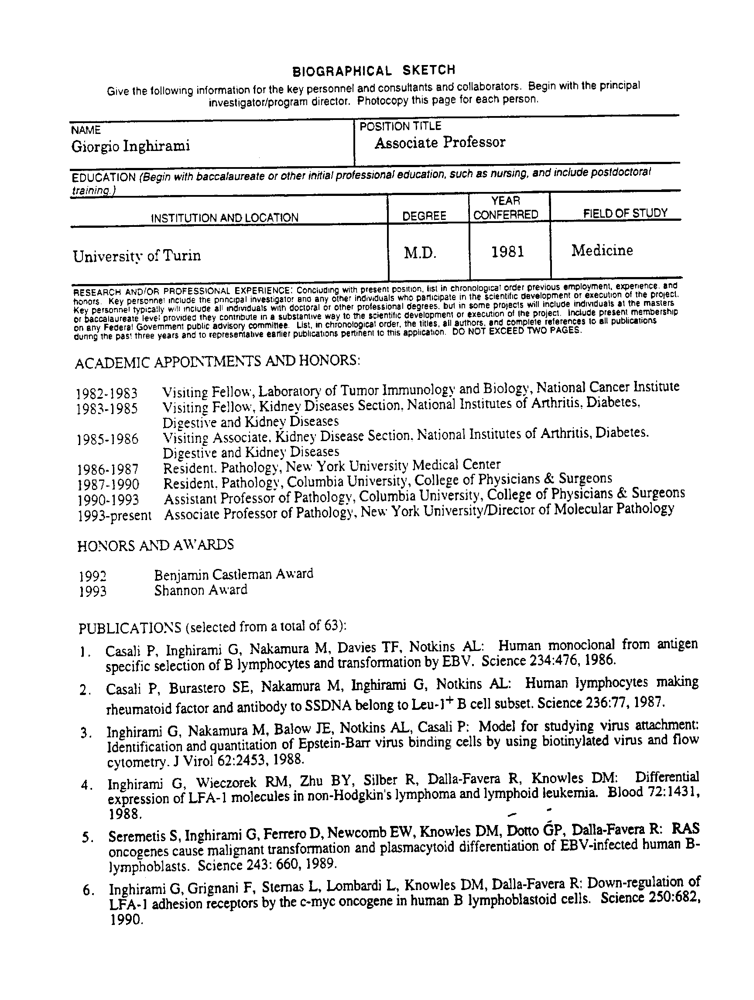 BIOGRAPHICAL SKETCH
Give the following information for the key personnel and consultants and collaborators. Begin with the principal
investigator/program director. Photocopy this page for each person.
NAME
Giorgio Inghirami
POSITION TITLE
Associate Professor
EDUCATION (Begin with baccalaureate or other initial professional education, such as nursing, and include postdoctoral
training.)
INSTITUTION AND LOCATION
DEGREE
YEAR
CONFERRED
FIELD OF STUDY
University of Turin
M.D.
1981
Medicine
RESEARCH AND/OR PROFESSIONAL EXPERIENCE: Concluding with present position, list in chronological order previous employment, experience, and
honors. Key personnel include the principal investigator and any other individuals who participate in the scientific development or execution of the project.
Key personnel typically will include all individuals with doctoral or other professional degrees, but in some projects will include individuals at the masters
or baccalaureate level provided they contribute in a substantive way to the scientific development or execution of the project. Include present membership
on any Federal Government public advisory committee. List, in chronological order, the titles, all authors, and complete references to all publications
during the past three years and to representative earlier publications pertinent to this application. DO NOT EXCEED TWO PAGES.
ACADEMIC APPOINTMENTS AND HONORS:
1982-1983 Visiting Fellow, Laboratory of Tumor Immunology and Biology, National Cancer Institute
1983-1985 Visiting Fellow, Kidney Diseases Section, National Institutes of Arthritis, Diabetes,
Digestive and Kidney Diseases
1985-1986 Visiting Associate, Kidney Disease Section, National Institutes of Arthritis, Diabetes.
Digestive and Kidney Diseases
1986-1987 Resident. Pathology, New York University Medical Center
1987-1990 Resident, Pathology, Columbia University, College of Physicians & Surgeons
1990-1993 Assistant Professor of Pathology, Columbia University, College of Physicians & Surgeons
1993-present Associate Professor of Pathology, New York University/Director of Molecular Pathology
HONORS AND AWARDS
1992 Benjamin Castleman Award
1993 Shannon Award
PUBLICATIONS (selected from a total of 63):
1. Casali P, Inghirami G, Nakamura M, Davies TF, Notkins AL: Human monoclonal from antigen
specific selection of B lymphocytes and transformation by EBV. Science 234:476, 1986.
2. Casali P, Burastero SE, Nakamura M, Inghirami G, Notkins AL: Human lymphocytes making
rheumatoid factor and antibody to SSDNA belong to Leu-1+ B cell subset. Science 236:77, 1987.
3. Inghirami G, Nakamura M, Balow JE, Notkins AL, Casali P: Model for studying virus attachment:
Identification and quantitation of Epstein-Barr virus binding cells by using biotinylated virus and flow
cytometry. J Virol 62:2453, 1988.
4. Inghirami G, Wieczorek RM, Zhu BY, Silber R, Dalla-Favera R, Knowles DM: Differential
expression of LFA-1 molecules in non-Hodgkin's lymphoma and lymphoid leukemia. Blood 72:1431,
1988.
5. Seremetis S, Inghirami G, Ferrero D, Newcomb EW, Knowles DM, Dotto GP, Dalla-Favera R: RAS
oncogenes cause malignant transformation and plasmacytoid differentiation of EBV-infected human B-
lymphoblasts. Science 243: 660, 1989.
6. Inghirami G, Grignani F, Sternas L, Lombardi L, Knowles DM, Dalla-Favera R: Down-regulation of
LFA-1 adhesion receptors by the c-myc oncogene in human B lymphoblastoid cells. Science 250:682,
1990.